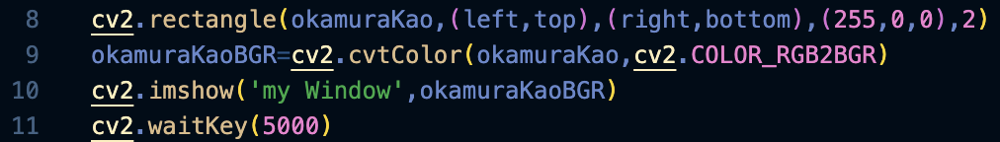 8 cv2.rectangle(okamuraKao,(left,top),(right,bottom),(255,0,0),2)
9 okamuraKaoBGR=cv2.cvtColor(okamuraKao,cv2.COLOR_RGB2BGR)
10 cv2.imshow('my Window',okamuraKaoBGR)
11 cv2.waitKey(5000)